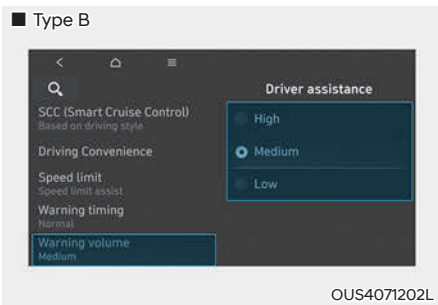 ■ Type B
Driver assistance
SCC (Smart Cruise Control)
Based on driving style
Driving Convenience
Speed limit
Speed limit assist
Warning timing
Normal
Warning volume
Medium
High
Medium
Low
OUS4071202L